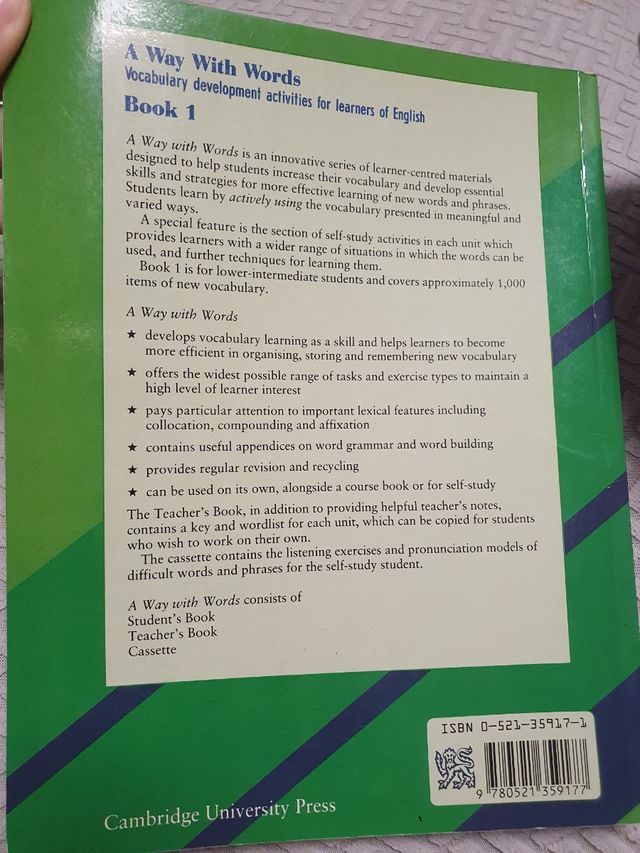 A Way With Words
Vocabulary development activities for learners of English
Book 1
A Way with Words is an innovative series of learner-centred materials
designed to help students increase their vocabulary and develop essential
skills and strategies for more effective learning of new words and phrases.
Students learn by actively using the vocabulary presented in meaningful and
varied ways.
A special feature is the section of self-study activities in each unit which
provides learners with a wider range of situations in which the words can be
used, and further techniques for learning them.
Book 1 is for lower-intermediate students and covers approximately 1,000
items of new vocabulary.
A Way with Words
★ develops vocabulary learning as a skill and helps learners to become
more efficient in organising, storing and remembering new vocabulary
★ offers the widest possible range of tasks and exercise types to maintain a
high level of learner interest
★ pays particular attention to important lexical features including
collocation, compounding and affixation
★ contains useful appendices on word grammar and word building
★ provides regular revision and recycling
★ can be used on its own, alongside a course book or for self-study
The Teacher's Book, in addition to providing helpful teacher's notes,
contains a key and wordlist for each unit, which can be copied for students
who wish to work on their own.
The cassette contains the listening exercises and pronunciation models of
difficult words and phrases for the self-study student.
A Way with Words consists of
Student's Book
Teacher's Book
Cassette
ISBN 0-521-35917-1
9 780521 359177
Cambridge University Press